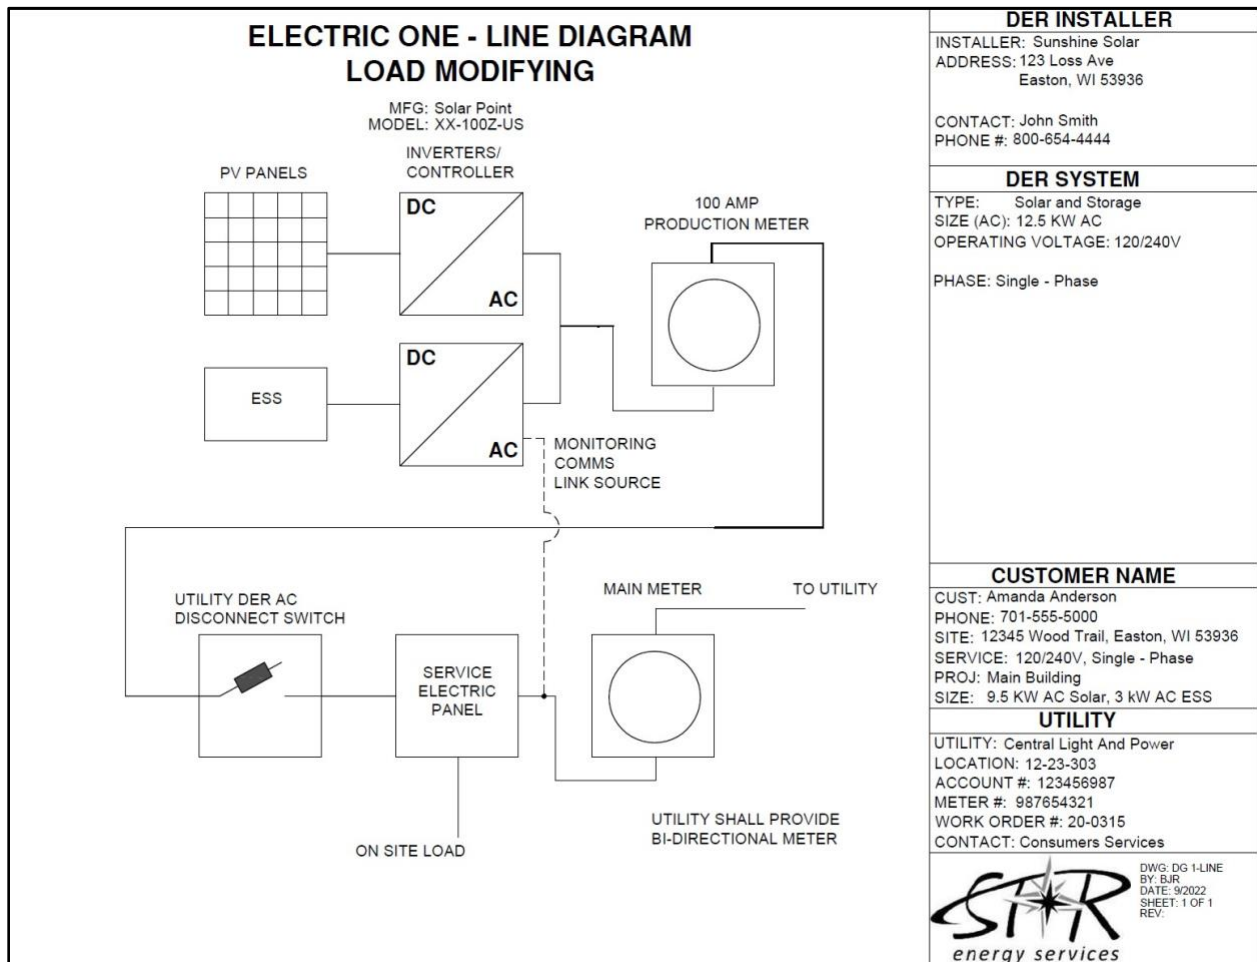 ELECTRIC ONE - LINE DIAGRAM
LOAD MODIFYING
MFG: Solar Point
MODEL: XX-100Z-US
INVERTERS/
CONTROLLER
PV PANELS
DC
AC
100 AMP
PRODUCTION METER
ESS
DC
AC
MONITORING
COMMS
LINK SOURCE
UTILITY DER AC
DISCONNECT SWITCH
SERVICE
ELECTRIC
PANEL
MAIN METER
TO UTILITY
ON SITE LOAD
UTILITY SHALL PROVIDE
BI-DIRECTIONAL METER
DER INSTALLER
INSTALLER: Sunshine Solar
ADDRESS: 123 Loss Ave
Easton, WI 53936
CONTACT: John Smith
PHONE #: 800-654-4444
DER SYSTEM
TYPE: Solar and Storage
SIZE (AC): 12.5 KW AC
OPERATING VOLTAGE: 120/240V
PHASE: Single - Phase
CUSTOMER NAME
CUST: Amanda Anderson
PHONE: 701-555-5000
SITE: 12345 Wood Trail, Easton, WI 53936
SERVICE: 120/240V, Single - Phase
PROJ: Main Building
SIZE: 9.5 KW AC Solar, 3 kW AC ESS
UTILITY
UTILITY: Central Light And Power
LOCATION: 12-23-303
ACCOUNT #: 123456987
METER #: 987654321
WORK ORDER #: 20-0315
CONTACT: Consumers Services
STAR
energy services
DWG: DG 1-LINE
BY: BJR
DATE: 9/2022
SHEET: 1 OF 1
REV: